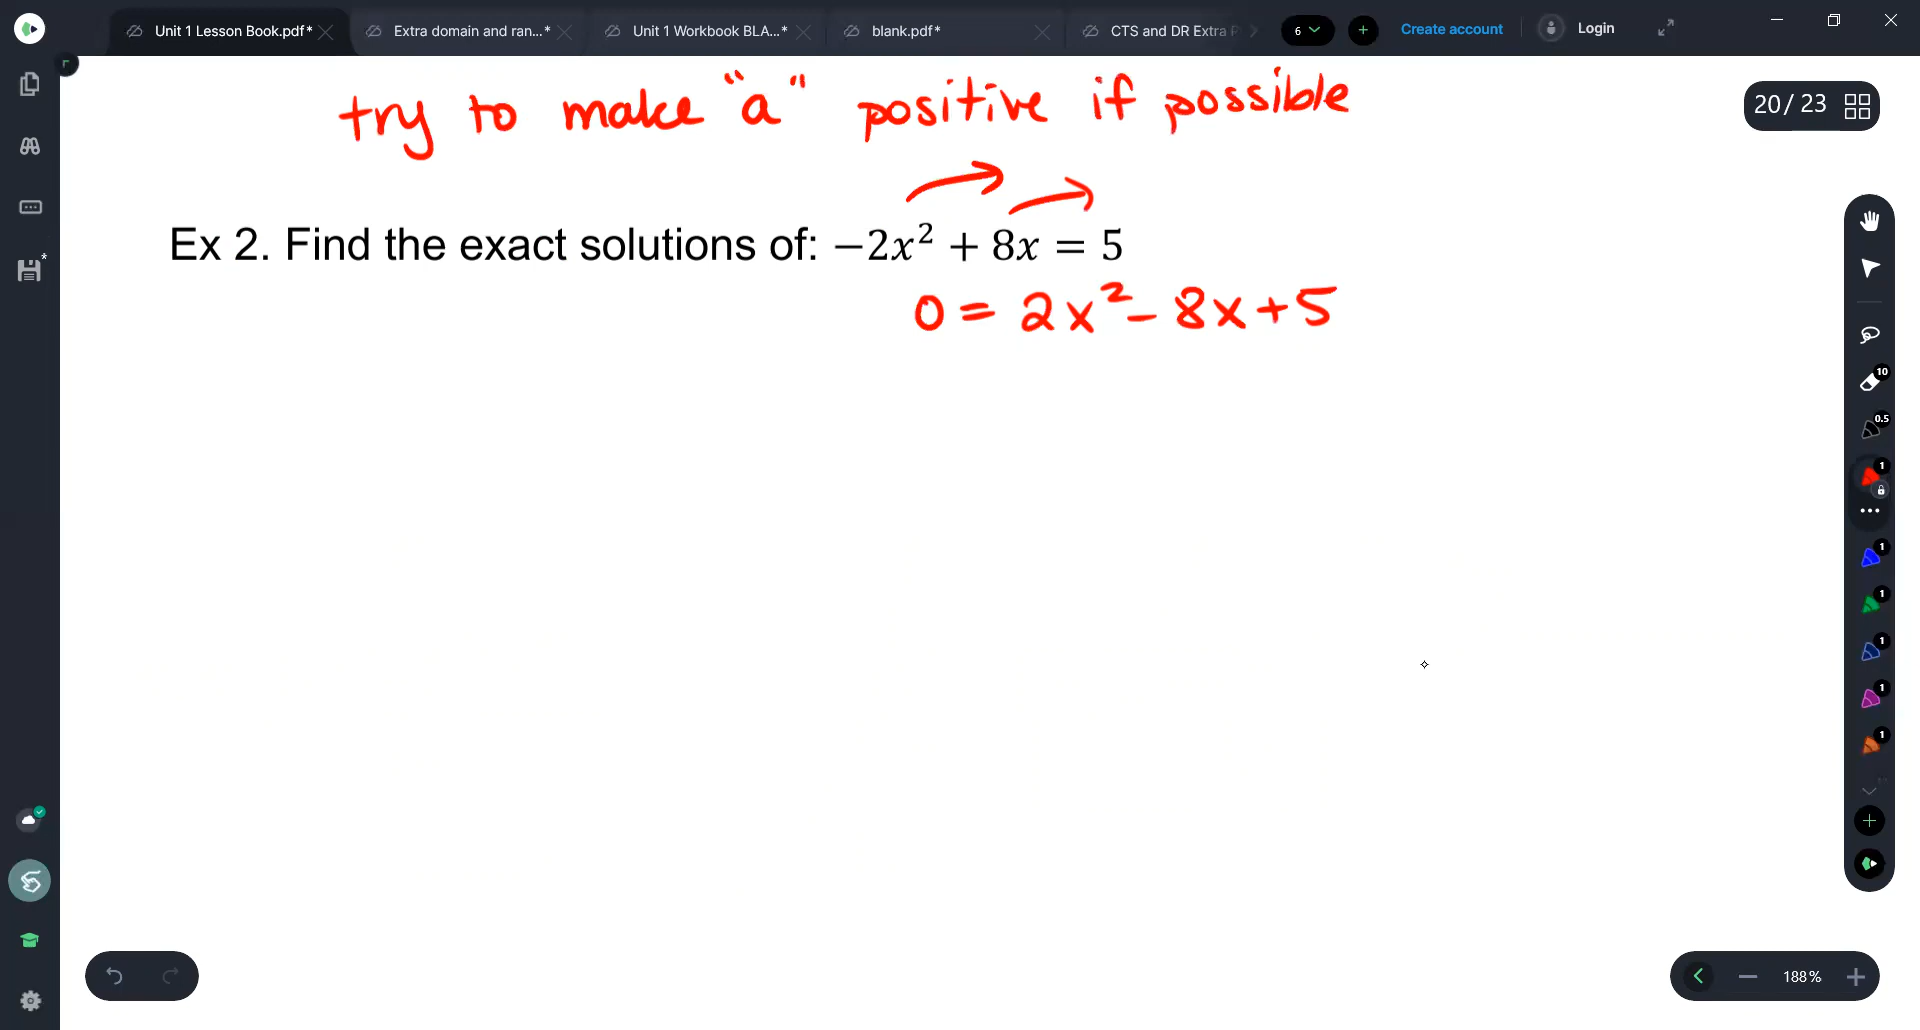 Unit 1 Lesson Book.pdf*
Extra domain and ran...*
Unit 1 Workbook BLA...*
blank.pdf*
CTS and DR Extra
6
Create account
Login
20/ 23
try to make "a" positive if possible
Ex 2. Find the exact solutions of: −2x² + 8x = 5
0 = 2x² - 8x + 5
10
0.5
1
1
1
1
1
1
188%